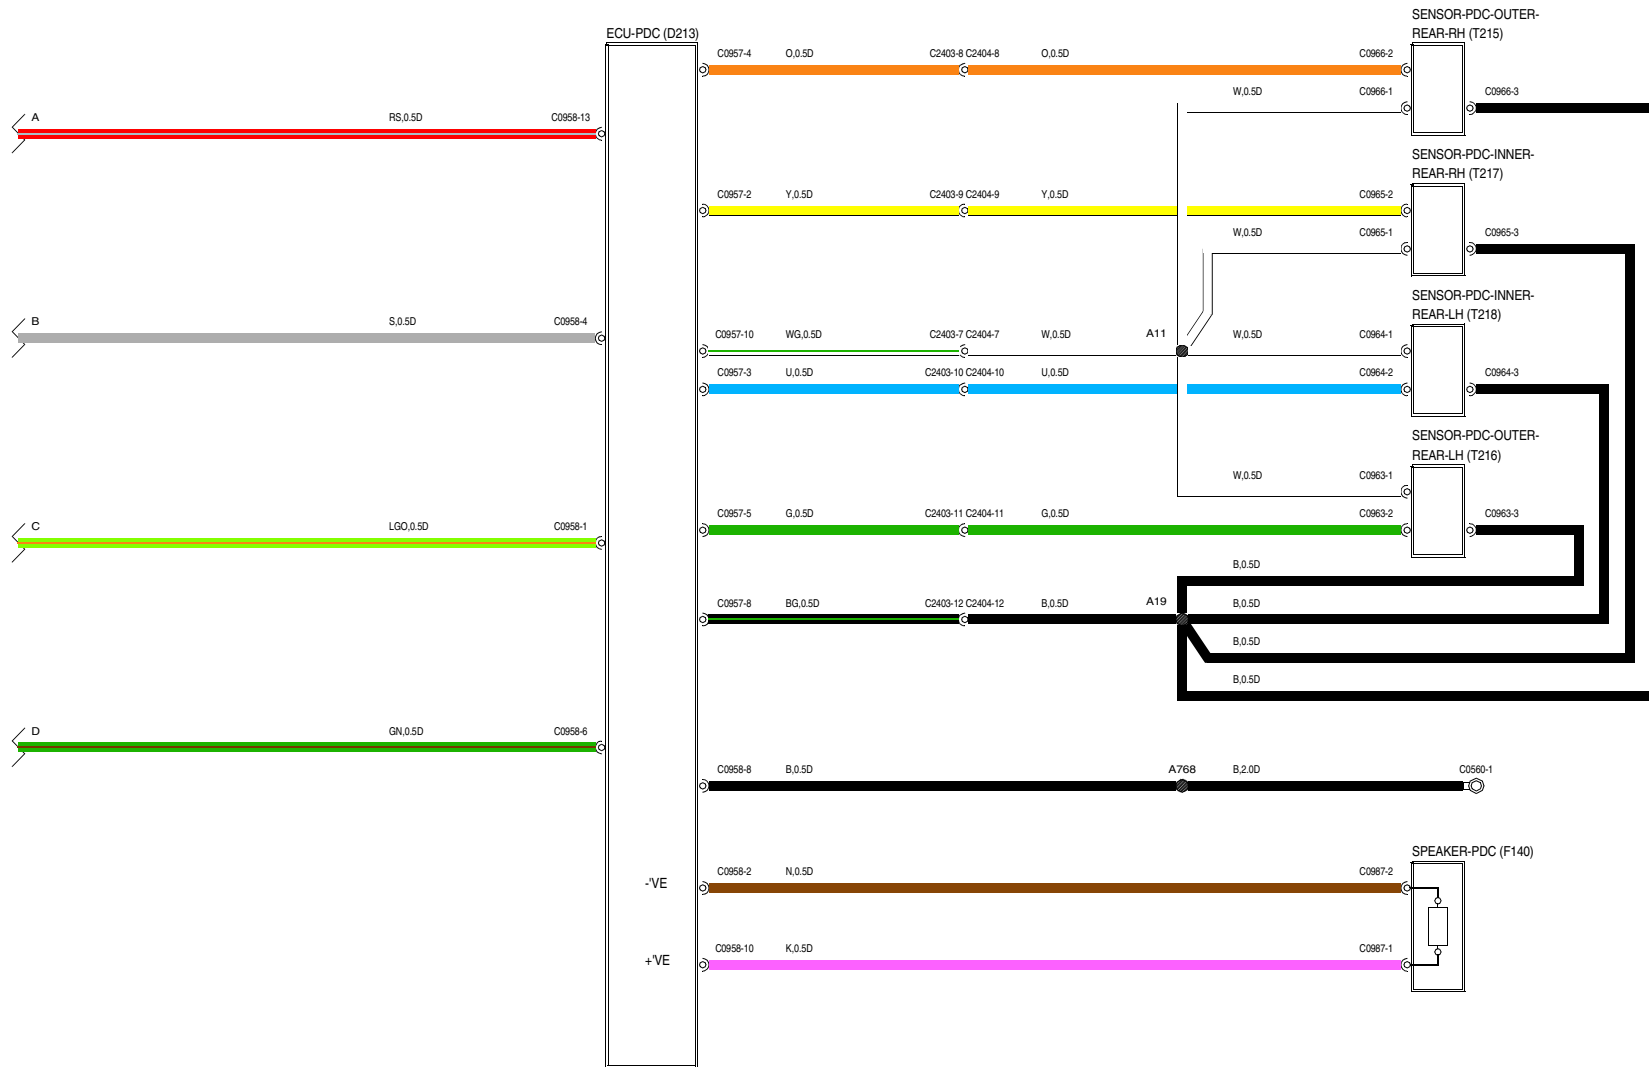 SENSOR-PDC-OUTER-
REAR-RH (T215)
ECU-PDC (D213)
C0957-4 O,0.5D C2403-8 C2404-8 O,0.5D C0966-2
W,0.5D C0966-1 C0966-3
A RS,0.5D C0958-13
SENSOR-PDC-INNER-
REAR-RH (T217)
C0957-2 Y,0.5D C2403-9 C2404-9 Y,0.5D C0965-2
W,0.5D C0965-1 C0965-3
SENSOR-PDC-INNER-
REAR-LH (T218)
B S,0.5D C0958-4
C0957-10 WG,0.5D C2403-7 C2404-7 W,0.5D A11 W,0.5D C0964-1
C0957-3 U,0.5D C2403-10 C2404-10 U,0.5D C0964-2 C0964-3
SENSOR-PDC-OUTER-
REAR-LH (T216)
W,0.5D C0963-1
C0957-5 G,0.5D C2403-11 C2404-11 G,0.5D C0963-2 C0963-3
C LGO,0.5D C0958-1
B,0.5D
C0957-8 BG,0.5D C2403-12 C2404-12 B,0.5D A19 B,0.5D
B,0.5D
B,0.5D
D GN,0.5D C0958-6
C0958-8 B,0.5D A768 B,2.0D C0560-1
SPEAKER-PDC (F140)
-'VE C0958-2 N,0.5D C0987-2
+'VE C0958-10 K,0.5D C0987-1